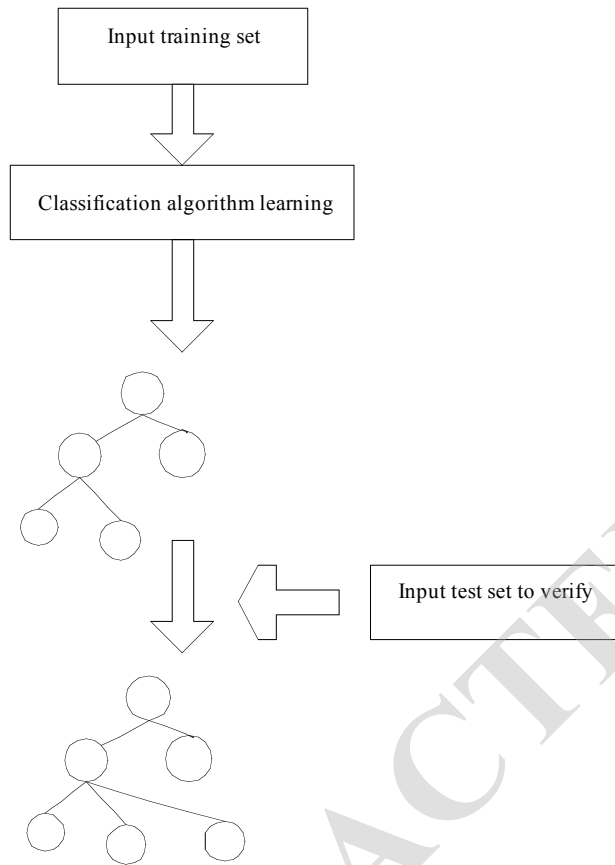 Input training set
Classification algorithm learning
Input test set to verify